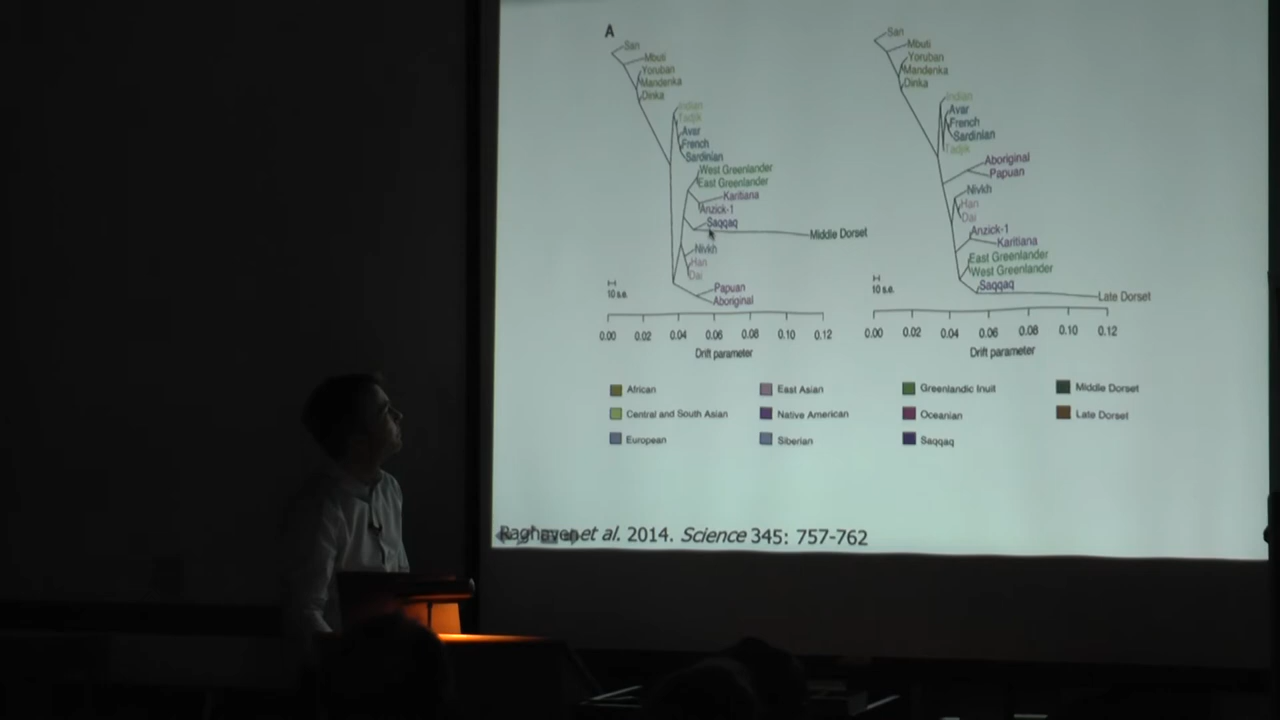 A
San
Mbuti
Yoruban
Mandenka
Dinka
Indian
Tadjik
Avar
French
Sardinian
West Greenlander
East Greenlander
Karitiana
Anzick-1
Saqqaq
Middle Dorset
Nivkh
Han
Dai
Papuan
Aboriginal
10 s.e.
0.00 0.02 0.04 0.06 0.08 0.10 0.12
Drift parameter
San
Mbuti
Yoruban
Mandenka
Dinka
Indian
Avar
French
Sardinian
Tadjik
Aboriginal
Papuan
Nivkh
Han
Dai
Anzick-1
Karitiana
East Greenlander
West Greenlander
Saqqaq
Late Dorset
10 s.e.
0.00 0.02 0.04 0.06 0.08 0.10 0.12
Drift parameter
African East Asian Greenlandic Inuit Middle Dorset
Central and South Asian Native American Oceanian Late Dorset
European Siberian Saqqaq
Raghaven et al. 2014. Science 345: 757-762